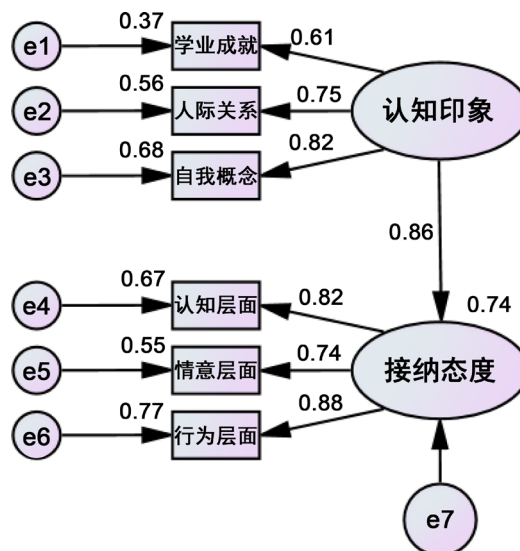 e1
0.37
学业成就
0.61
e2
0.56
人际关系
0.75
认知印象
e3
0.68
自我概念
0.82
0.86
e4
0.67
认知层面
0.82
0.74
e5
0.55
情意层面
0.74
接纳态度
e6
0.77
行为层面
0.88
e7